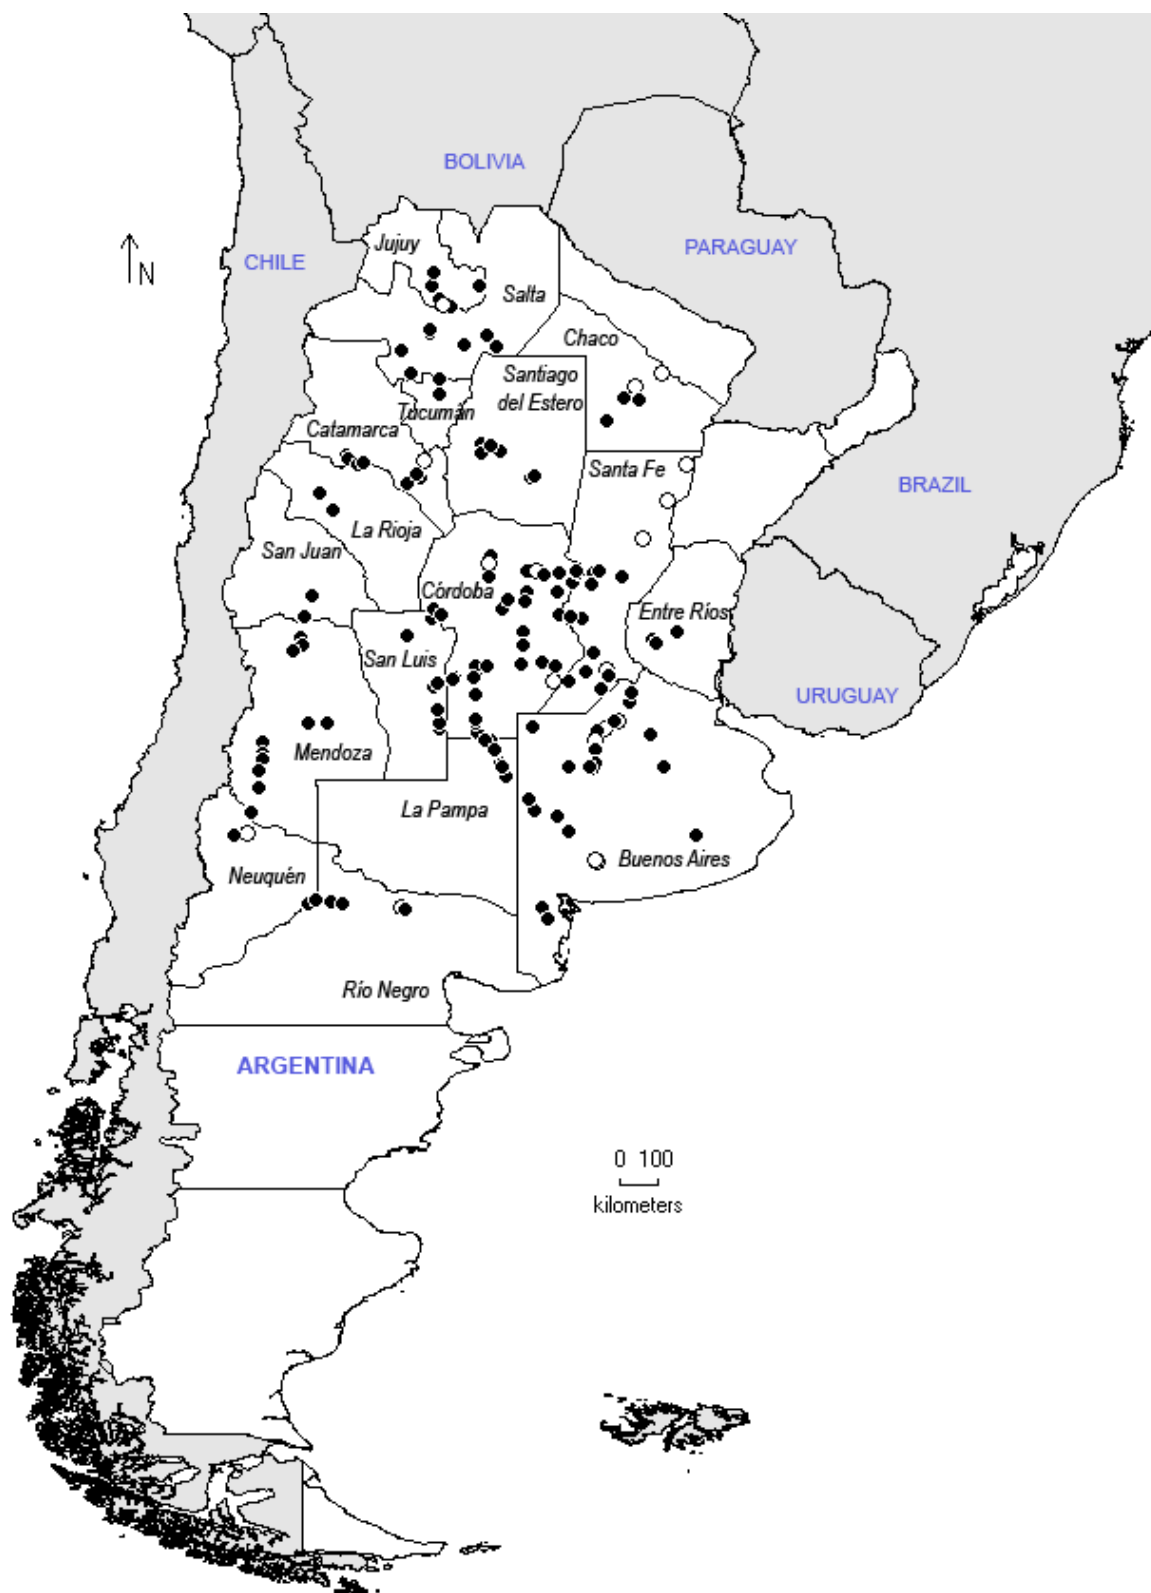 BOLIVIA
Jujuy
PARAGUAY
N
CHILE
Salta
Chaco
Santiago
del Estero
Tucumán
Catamarca
Santa Fe
BRAZIL
La Rioja
San Juan
Córdoba
Entre Ríos
San Luis
URUGUAY
Mendoza
La Pampa
Buenos Aires
Neuquén
Río Negro
ARGENTINA
0 100
kilometers